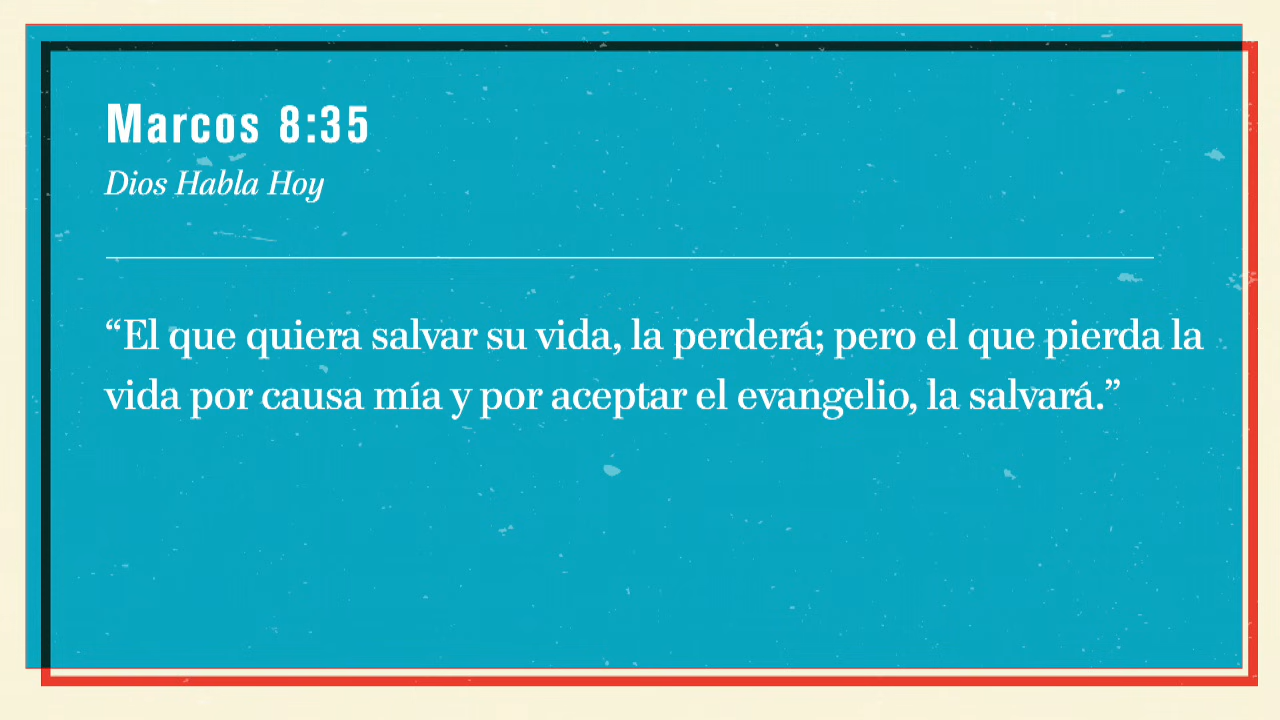 Marcos 8:35
Dios Habla Hoy
“El que quiera salvar su vida, la perderá; pero el que pierda la
vida por causa mía y por aceptar el evangelio, la salvará.”